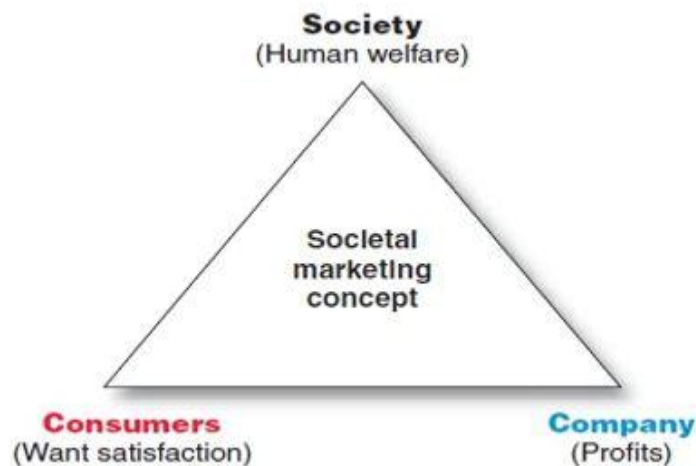 Society
(Human welfare)
Societal
marketing
concept
Consumers
(Want satisfaction)
Company
(Profits)